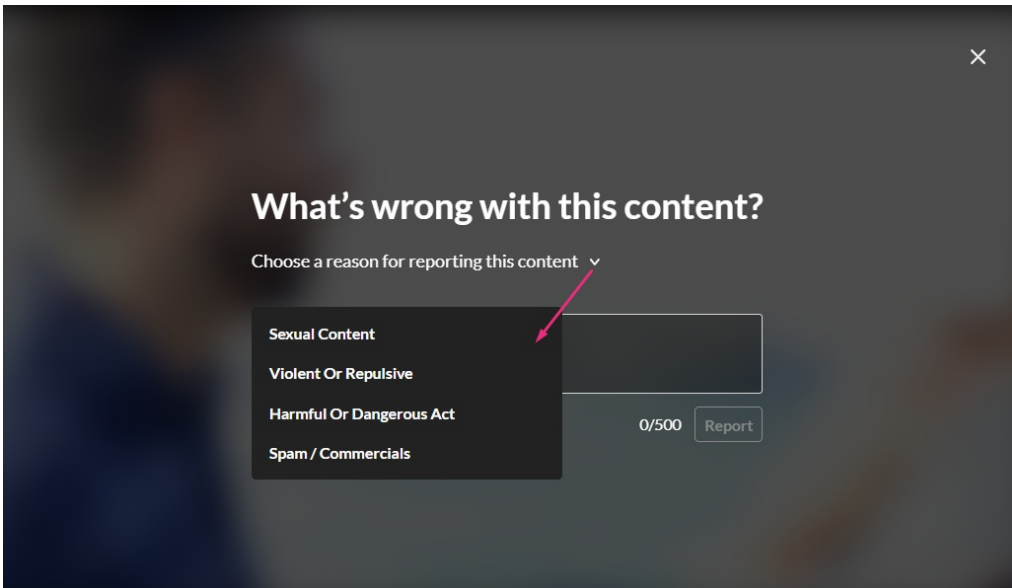 What’s wrong with this content?
Choose a reason for reporting this content
Sexual Content
Violent Or Repulsive
Harmful Or Dangerous Act
Spam / Commercials
0/500 Report